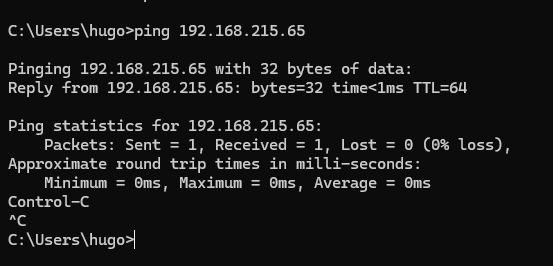 C:\Users\hugo>ping 192.168.215.65
Pinging 192.168.215.65 with 32 bytes of data:
Reply from 192.168.215.65: bytes=32 time<1ms TTL=64
Ping statistics for 192.168.215.65:
    Packets: Sent = 1, Received = 1, Lost = 0 (0% loss),
Approximate round trip times in milli-seconds:
    Minimum = 0ms, Maximum = 0ms, Average = 0ms
Control-C
^C
C:\Users\hugo>